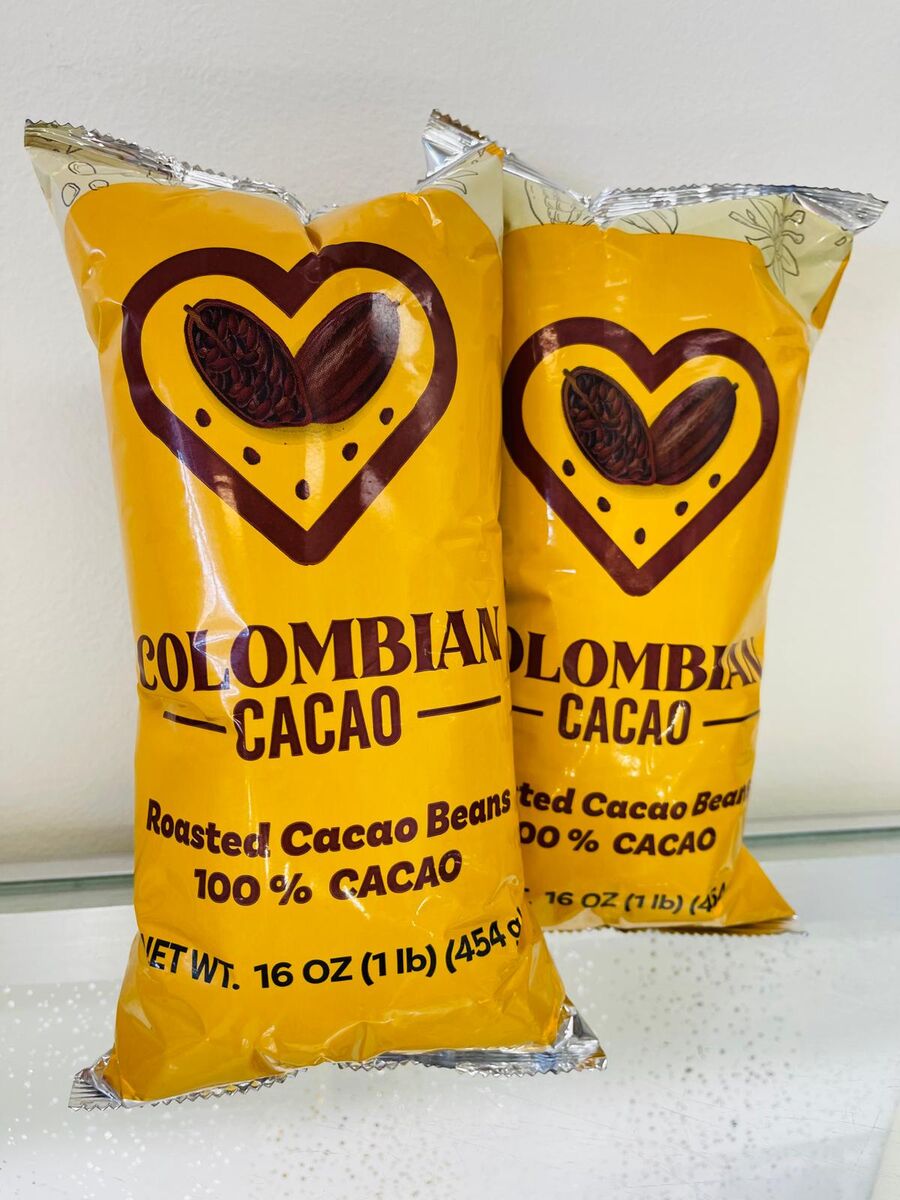 COLOMBIAN
CACAO
Roasted Cacao Beans
100 % CACAO
NET WT. 16 OZ (1 lb) (454 g)
OLOMBIAN
CACAO
ted Cacao Beans
00 % CACAO
16 OZ (1 lb) (454